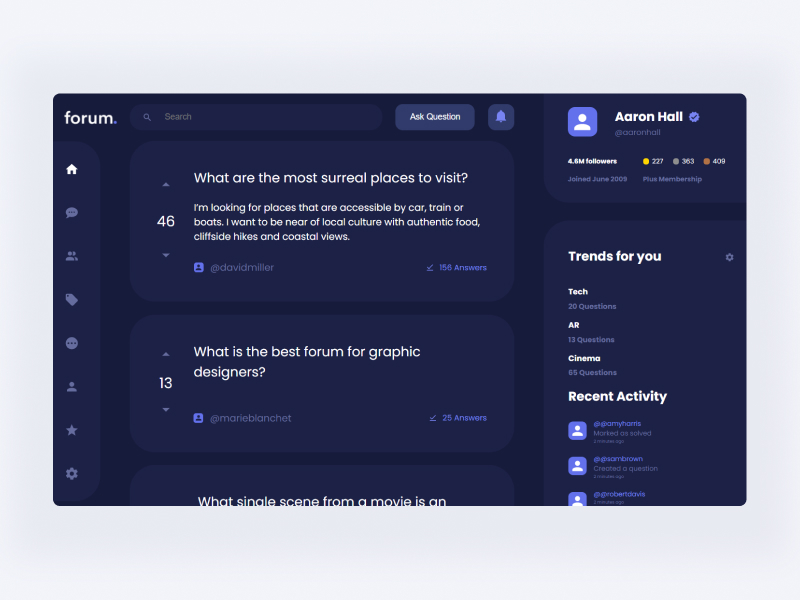 forum.
Search
Ask Question
What are the most surreal places to visit?
46
I'm looking for places that are accessible by car, train or
boats. I want to be near of local culture with authentic food,
cliffside hikes and coastal views.
@davidmiller
156 Answers
What is the best forum for graphic
designers?
13
@marieblanchet
25 Answers
What single scene from a movie is an
Aaron Hall
@aaronhall
4.6M followers
227
363
409
Joined June 2009
Plus Membership
Trends for you
Tech
20 Questions
AR
13 Questions
Cinema
65 Questions
Recent Activity
@@amyharris
Marked as solved
2 minutes ago
@@sambrown
Created a question
2 minutes ago
@@robertdavis
2 minutes ago